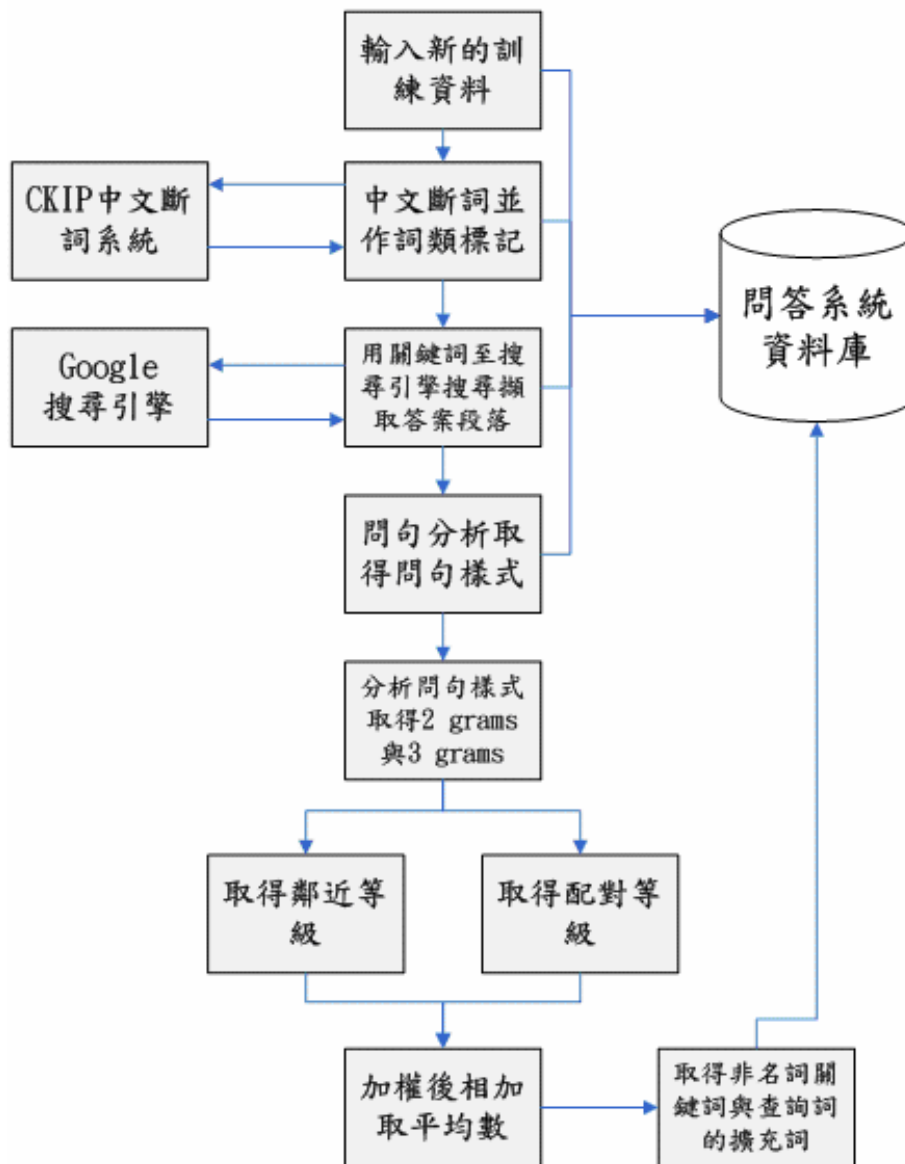 輸入新的訓
練資料
CKIP中文斷
詞系統
中文斷詞並
作詞類標記
問答系統
資料庫
Google
搜尋引擎
用關鍵詞至搜
尋引擎搜尋擷
取答案段落
問句分析取
得問句樣式
分析問句樣式
取得2 grams
與3 grams
取得鄰近等
級
取得配對等
級
加權後相加
取平均數
取得非名詞關
鍵詞與查詢詞
的擴充詞